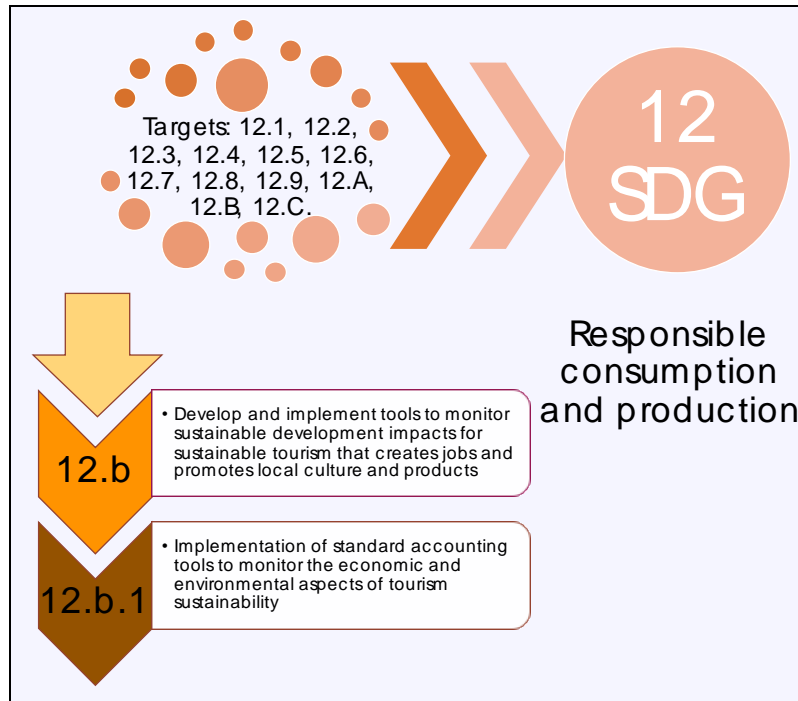 Targets: 12.1, 12.2,
12.3, 12.4, 12.5, 12.6,
12.7, 12.8, 12.9, 12.A,
12.B, 12.C.
12
SDG
Responsible
consumption
and production
12.b
• Develop and implement tools to monitor
sustainable development impacts for
sustainable tourism that creates jobs and
promotes local culture and products
12.b.1
• Implementation of standard accounting
tools to monitor the economic and
environmental aspects of tourism
sustainability